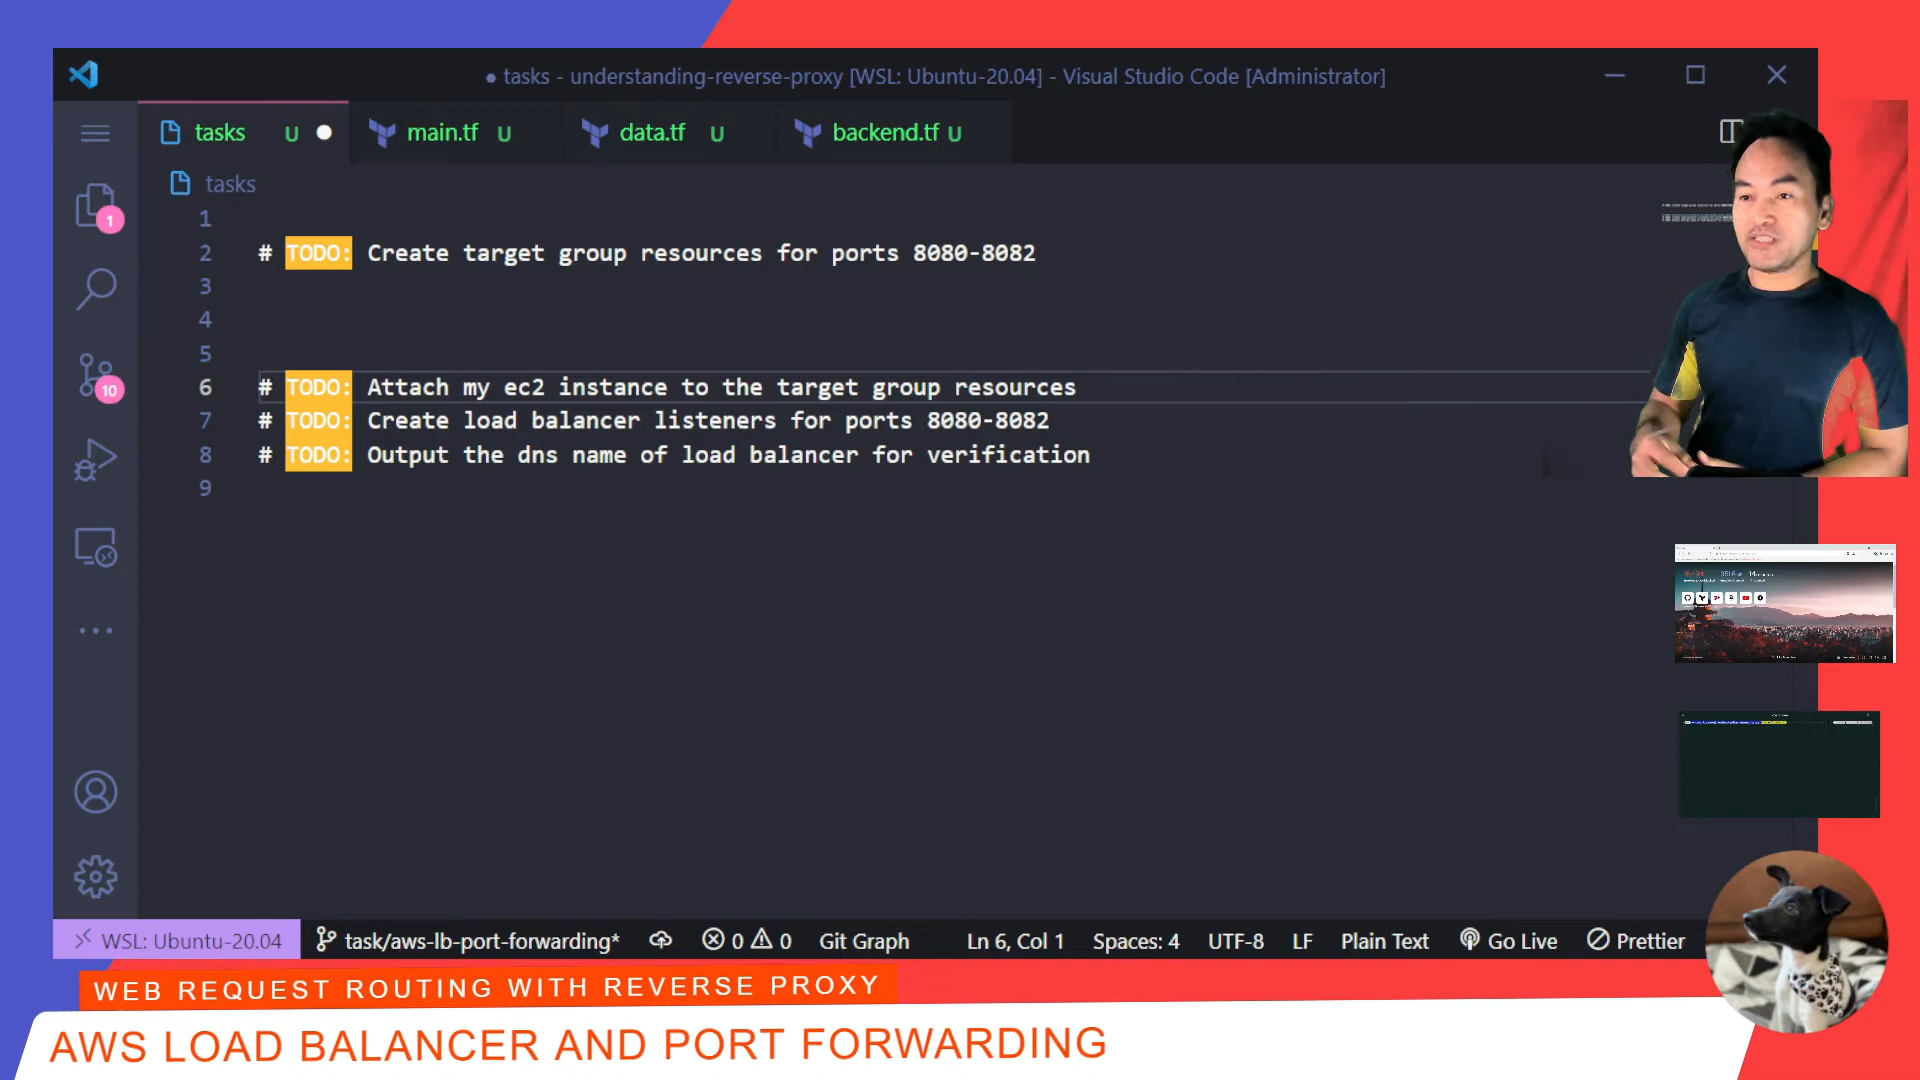 ● tasks - understanding-reverse-proxy [WSL: Ubuntu-20.04] - Visual Studio Code [Administrator]
tasks U main.tf U data.tf U backend.tf U
tasks
1
2 # TODO: Create target group resources for ports 8080-8082
3
4
5
6 # TODO: Attach my ec2 instance to the target group resources
7 # TODO: Create load balancer listeners for ports 8080-8082
8 # TODO: Output the dns name of load balancer for verification
9
1
10
WSL: Ubuntu-20.04 task/aws-lb-port-forwarding* 0 0 Git Graph Ln 6, Col 1 Spaces: 4 UTF-8 LF Plain Text Go Live Prettier
WEB REQUEST ROUTING WITH REVERSE PROXY
AWS LOAD BALANCER AND PORT FORWARDING